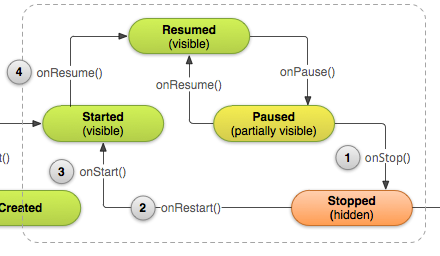 Resumed
(visible)
4
onResume()
onResume()
onPause()
Started
(visible)
Paused
(partially visible)
1
onStop()
t()
3
onStart()
Created
2
onRestart()
Stopped
(hidden)